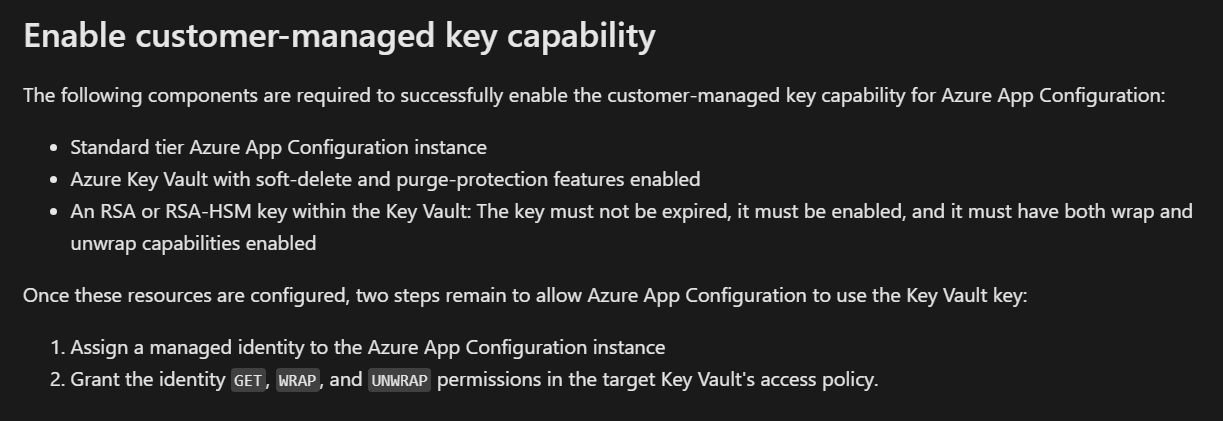 Enable customer-managed key capability
The following components are required to successfully enable the customer-managed key capability for Azure App Configuration:
• Standard tier Azure App Configuration instance
• Azure Key Vault with soft-delete and purge-protection features enabled
• An RSA or RSA-HSM key within the Key Vault: The key must not be expired, it must be enabled, and it must have both wrap and
unwrap capabilities enabled
Once these resources are configured, two steps remain to allow Azure App Configuration to use the Key Vault key:
1. Assign a managed identity to the Azure App Configuration instance
2. Grant the identity GET, WRAP, and UNWRAP permissions in the target Key Vault's access policy.